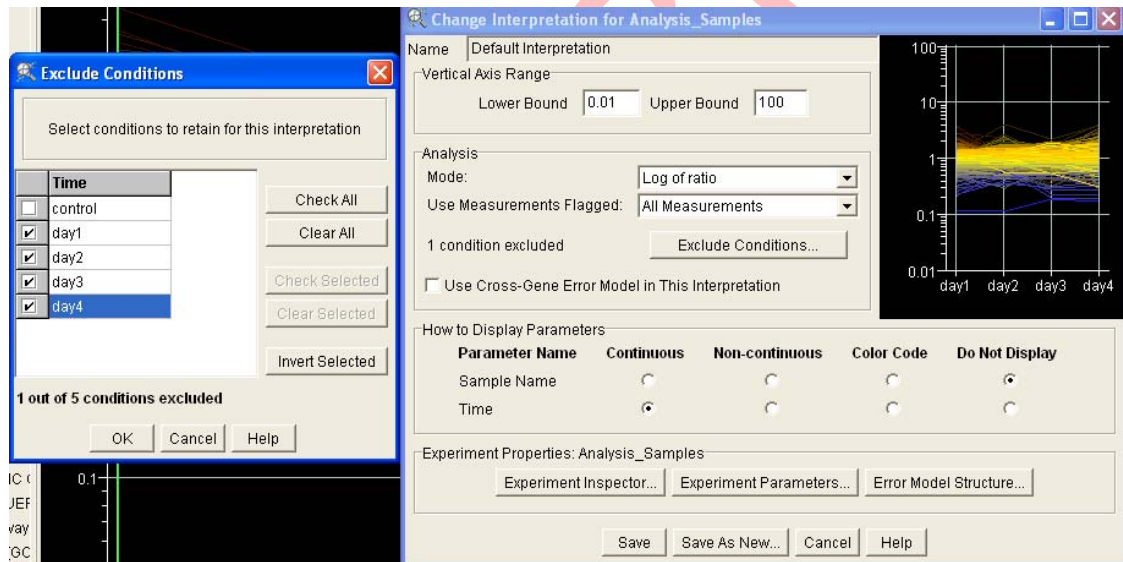 Exclude Conditions
Select conditions to retain for this interpretation
Time
control
day1
day2
day3
day4
Check All
Clear All
Check Selected
Clear Selected
Invert Selected
1 out of 5 conditions excluded
OK Cancel Help
0.1
Change Interpretation for Analysis_Samples
Name Default Interpretation
Vertical Axis Range
Lower Bound 0.01 Upper Bound 100
Analysis
Mode: Log of ratio
Use Measurements Flagged: All Measurements
1 condition excluded Exclude Conditions...
Use Cross-Gene Error Model in This Interpretation
100
10
1
0.1
0.01
day1 day2 day3 day4
How to Display Parameters
Parameter Name Continuous Non-continuous Color Code Do Not Display
Sample Name
Time
Experiment Properties: Analysis_Samples
Experiment Inspector... Experiment Parameters... Error Model Structure...
Save Save As New... Cancel Help